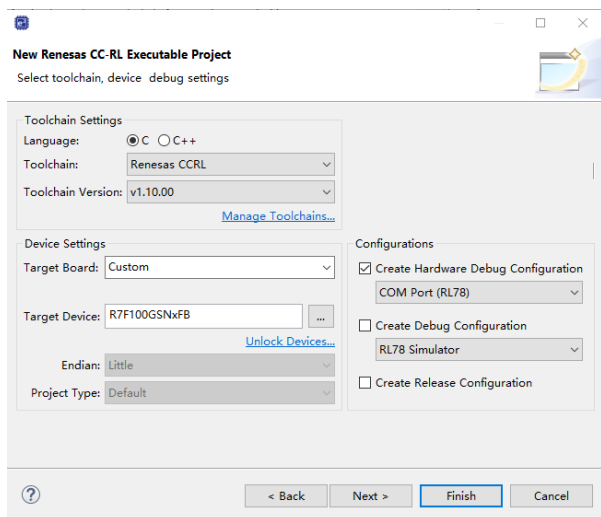 New Renesas CC-RL Executable Project
Select toolchain, device  debug settings
Toolchain Settings
Language: C C++
Toolchain: Renesas CCRL
Toolchain Version: v1.10.00
Manage Toolchains...
Device Settings
Target Board: Custom
Target Device: R7F100GSNxFB ...
Unlock Devices...
Endian: Little
Project Type: Default
Configurations
Create Hardware Debug Configuration
COM Port (RL78)
Create Debug Configuration
RL78 Simulator
Create Release Configuration
? < Back Next > Finish Cancel